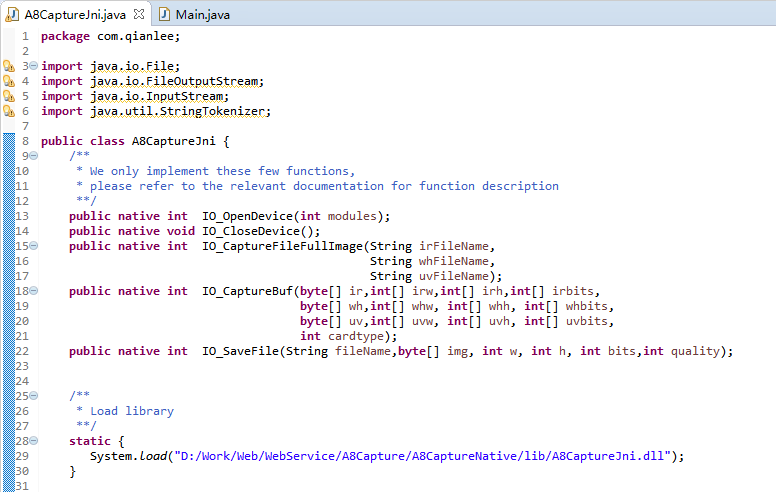 A8CaptureJni.java Main.java
1 package com.qianlee;
2
3 import java.io.File;
4 import java.io.FileOutputStream;
5 import java.io.InputStream;
6 import java.util.StringTokenizer;
7
8 public class A8CaptureJni {
9 /**
10 * We only implement these few functions,
11 * please refer to the relevant documentation for function description
12 **/
13 public native int IO_OpenDevice(int modules);
14 public native void IO_CloseDevice();
15 public native int IO_CaptureFileFullImage(String irFileName,
16 String whFileName,
17 String uvFileName);
18 public native int IO_CaptureBuf(byte[] ir,int[] irw,int[] irh,int[] irbits,
19 byte[] wh,int[] whw, int[] whh, int[] whbits,
20 byte[] uv,int[] uvw, int[] uvh, int[] uvbits,
21 int cardtype);
22 public native int IO_SaveFile(String fileName,byte[] img, int w, int h, int bits,int quality);
23
24
25 /**
26 * Load library
27 **/
28 static {
29 System.load("D:/Work/Web/WebService/A8Capture/A8CaptureNative/lib/A8CaptureJni.dll");
30 }
31